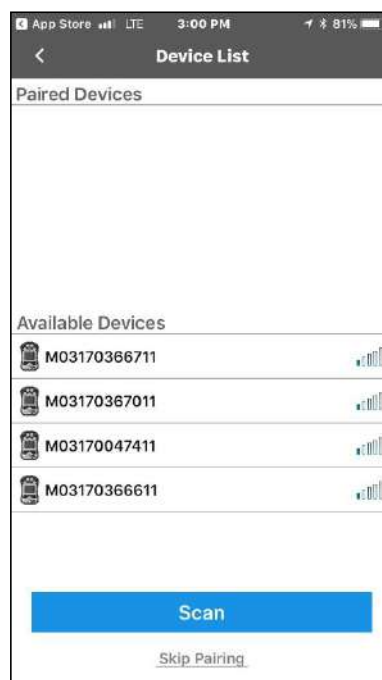 App Store LTE 3:00 PM 81%
Device List
Paired Devices
Available Devices
M03170366711
M03170367011
M03170047411
M03170366611
Scan
Skip Pairing